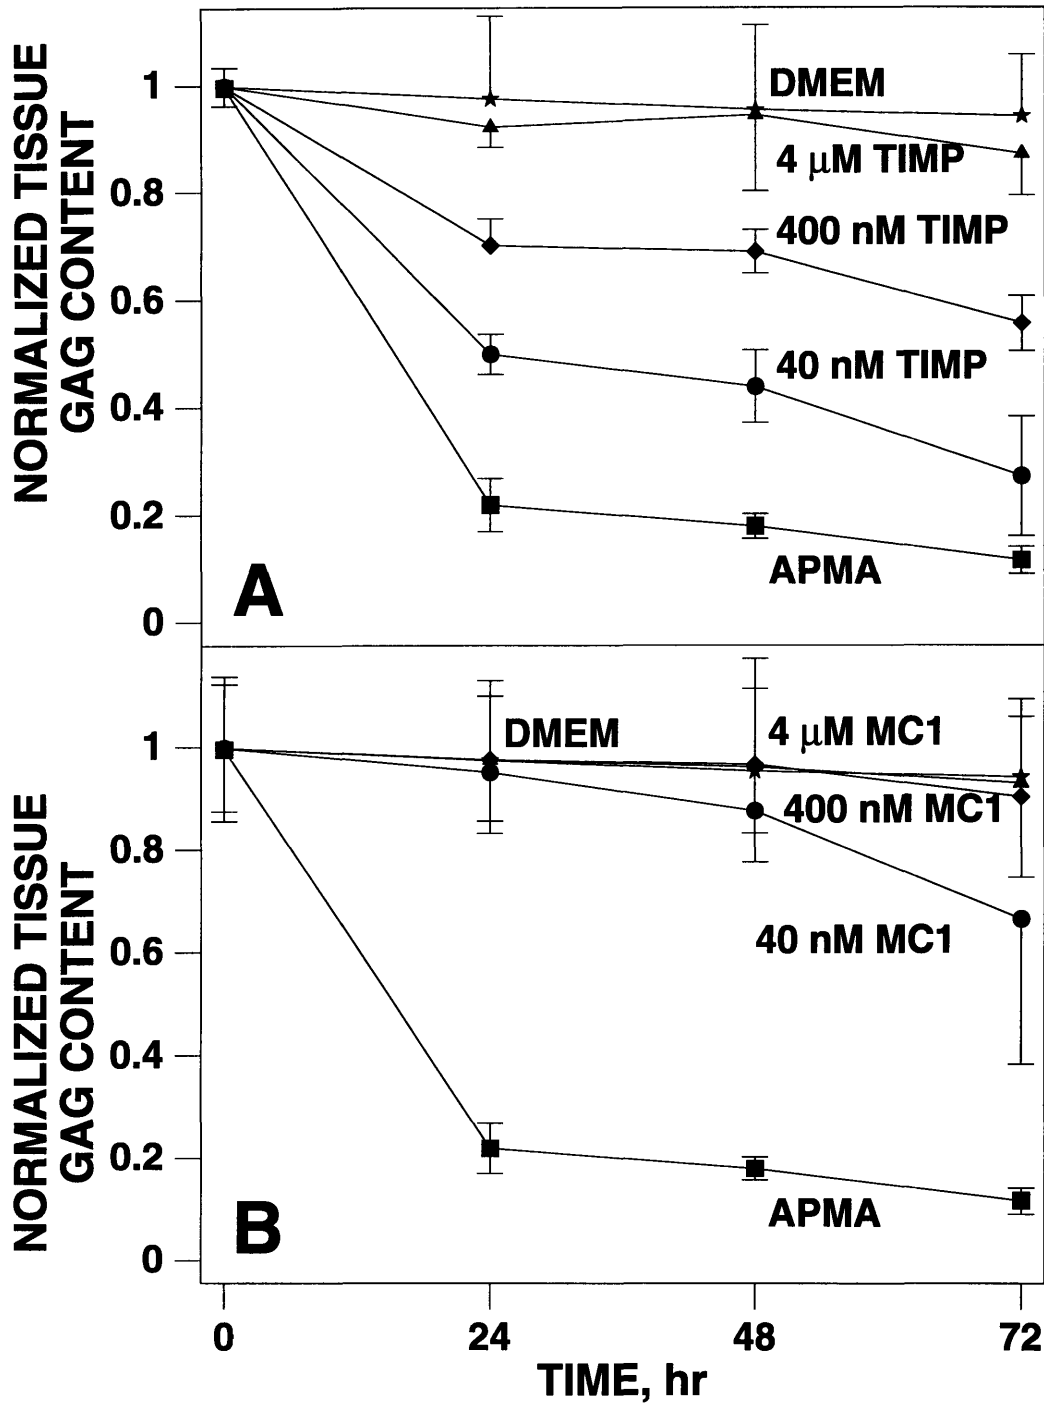 NORMALIZED TISSUE
GAG CONTENT
1
0.8
0.6
0.4
0.2
0
DMEM
4 μM TIMP
400 nM TIMP
40 nM TIMP
APMA
A
NORMALIZED TISSUE
GAG CONTENT
1
0.8
0.6
0.4
0.2
0
DMEM
4 μM MC1
400 nM MC1
40 nM MC1
APMA
B
0 24 48 72
TIME, hr